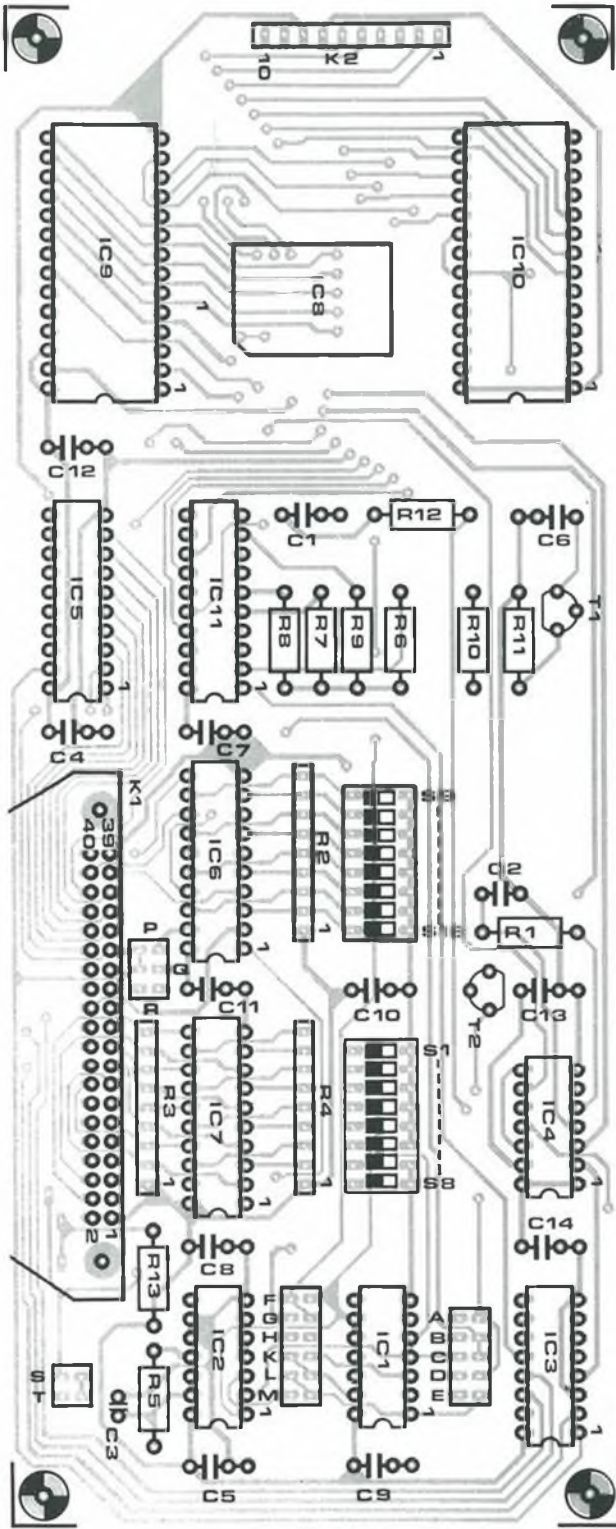 10 K2 1
IC9
1
C8
1
IC10
1
C12
C1
R12
C6
IC5
1
IC11
1
R8
R7
R9
R6
R10
R11
T1
C4
C7
K1
40 39
IC6
1
R2
1
S9
S16
C2
R1
P
Q
R
C11
C10
T2
C13
R3
1
IC7
1
R4
1
S1
S8
IC4
1
2 1
C8
C14
R13
IC2
1
F
G
H
K
L
M
IC1
1
A
B
C
D
E
IC3
1
S
T
C3
R5
C5
C9